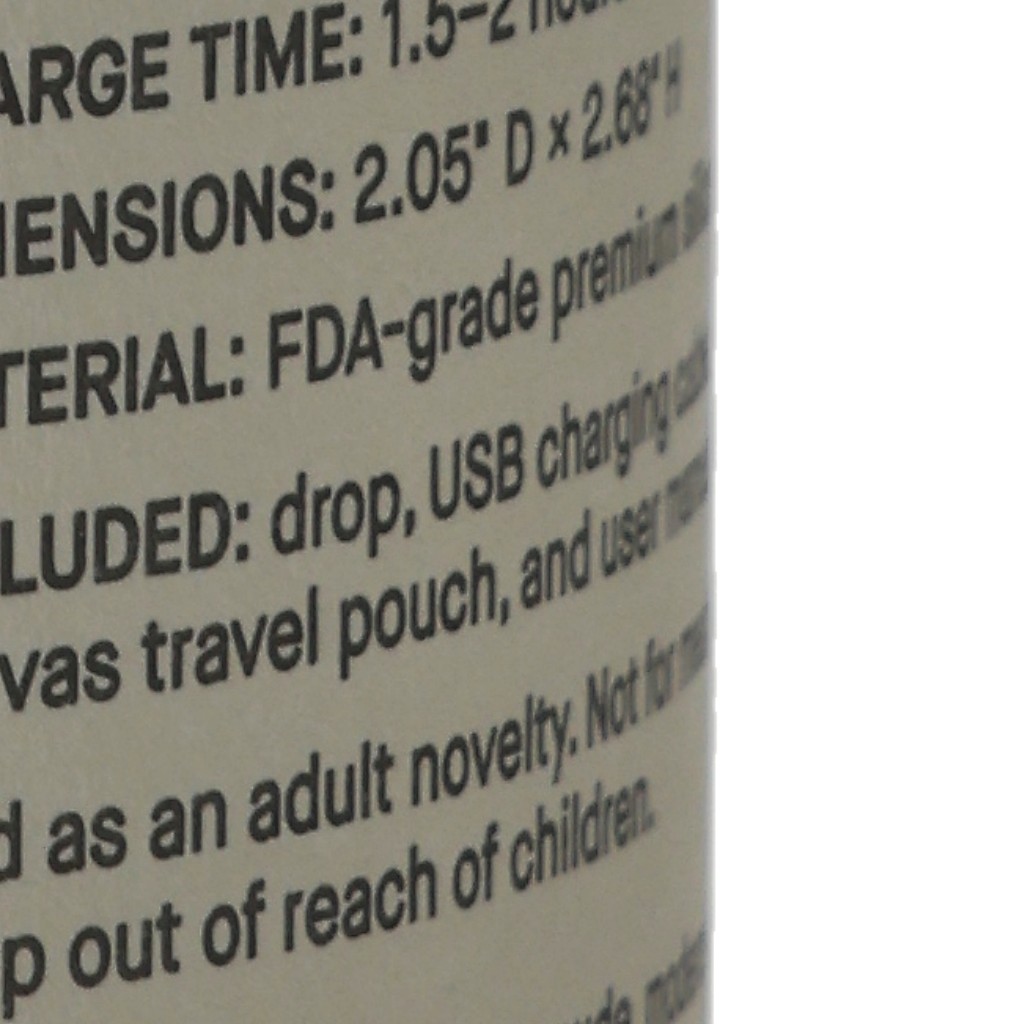 ARGE TIME: 1.5–2
ENSIONS: 2.05" D × 2.68" H
TERIAL: FDA-grade premium
LUDED: drop, USB charging
vas travel pouch, and user
d as an adult novelty. Not for
p out of reach of children.